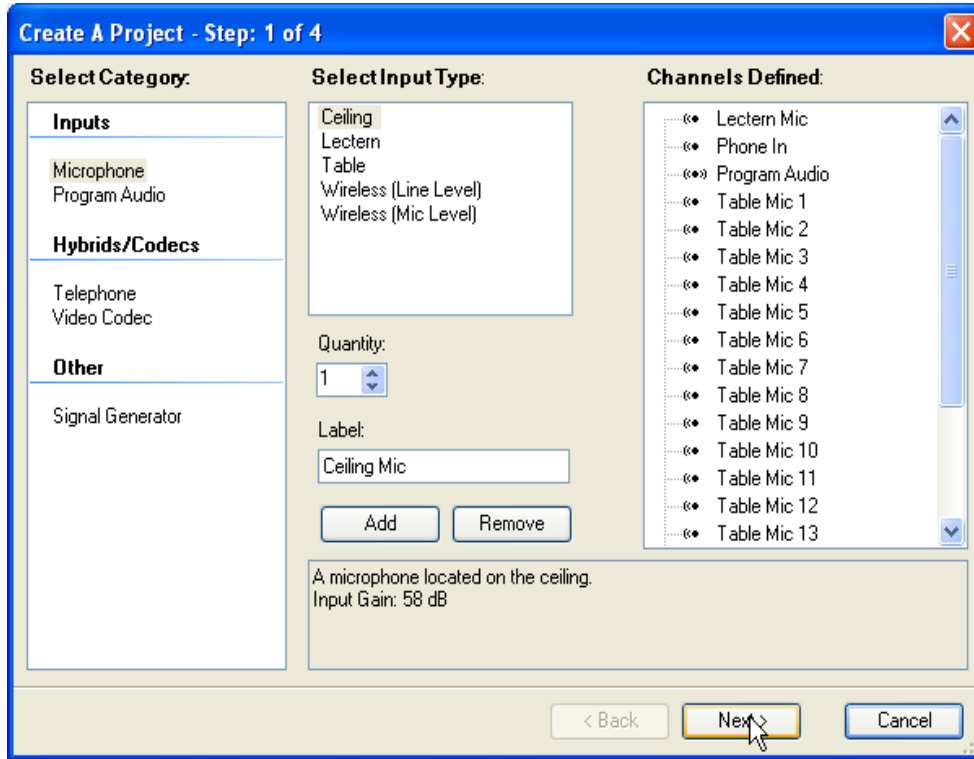 Create A Project - Step: 1 of 4
Select Category:
Inputs
Microphone
Program Audio
Hybrids/Codecs
Telephone
Video Codec
Other
Signal Generator
Select Input Type:
Ceiling
Lectern
Table
Wireless (Line Level)
Wireless (Mic Level)
Quantity:
1
Label:
Ceiling Mic
Add
Remove
Channels Defined:
Lectern Mic
Phone In
Program Audio
Table Mic 1
Table Mic 2
Table Mic 3
Table Mic 4
Table Mic 5
Table Mic 6
Table Mic 7
Table Mic 8
Table Mic 9
Table Mic 10
Table Mic 11
Table Mic 12
Table Mic 13
A microphone located on the ceiling.
Input Gain: 58 dB
< Back
Next >
Cancel